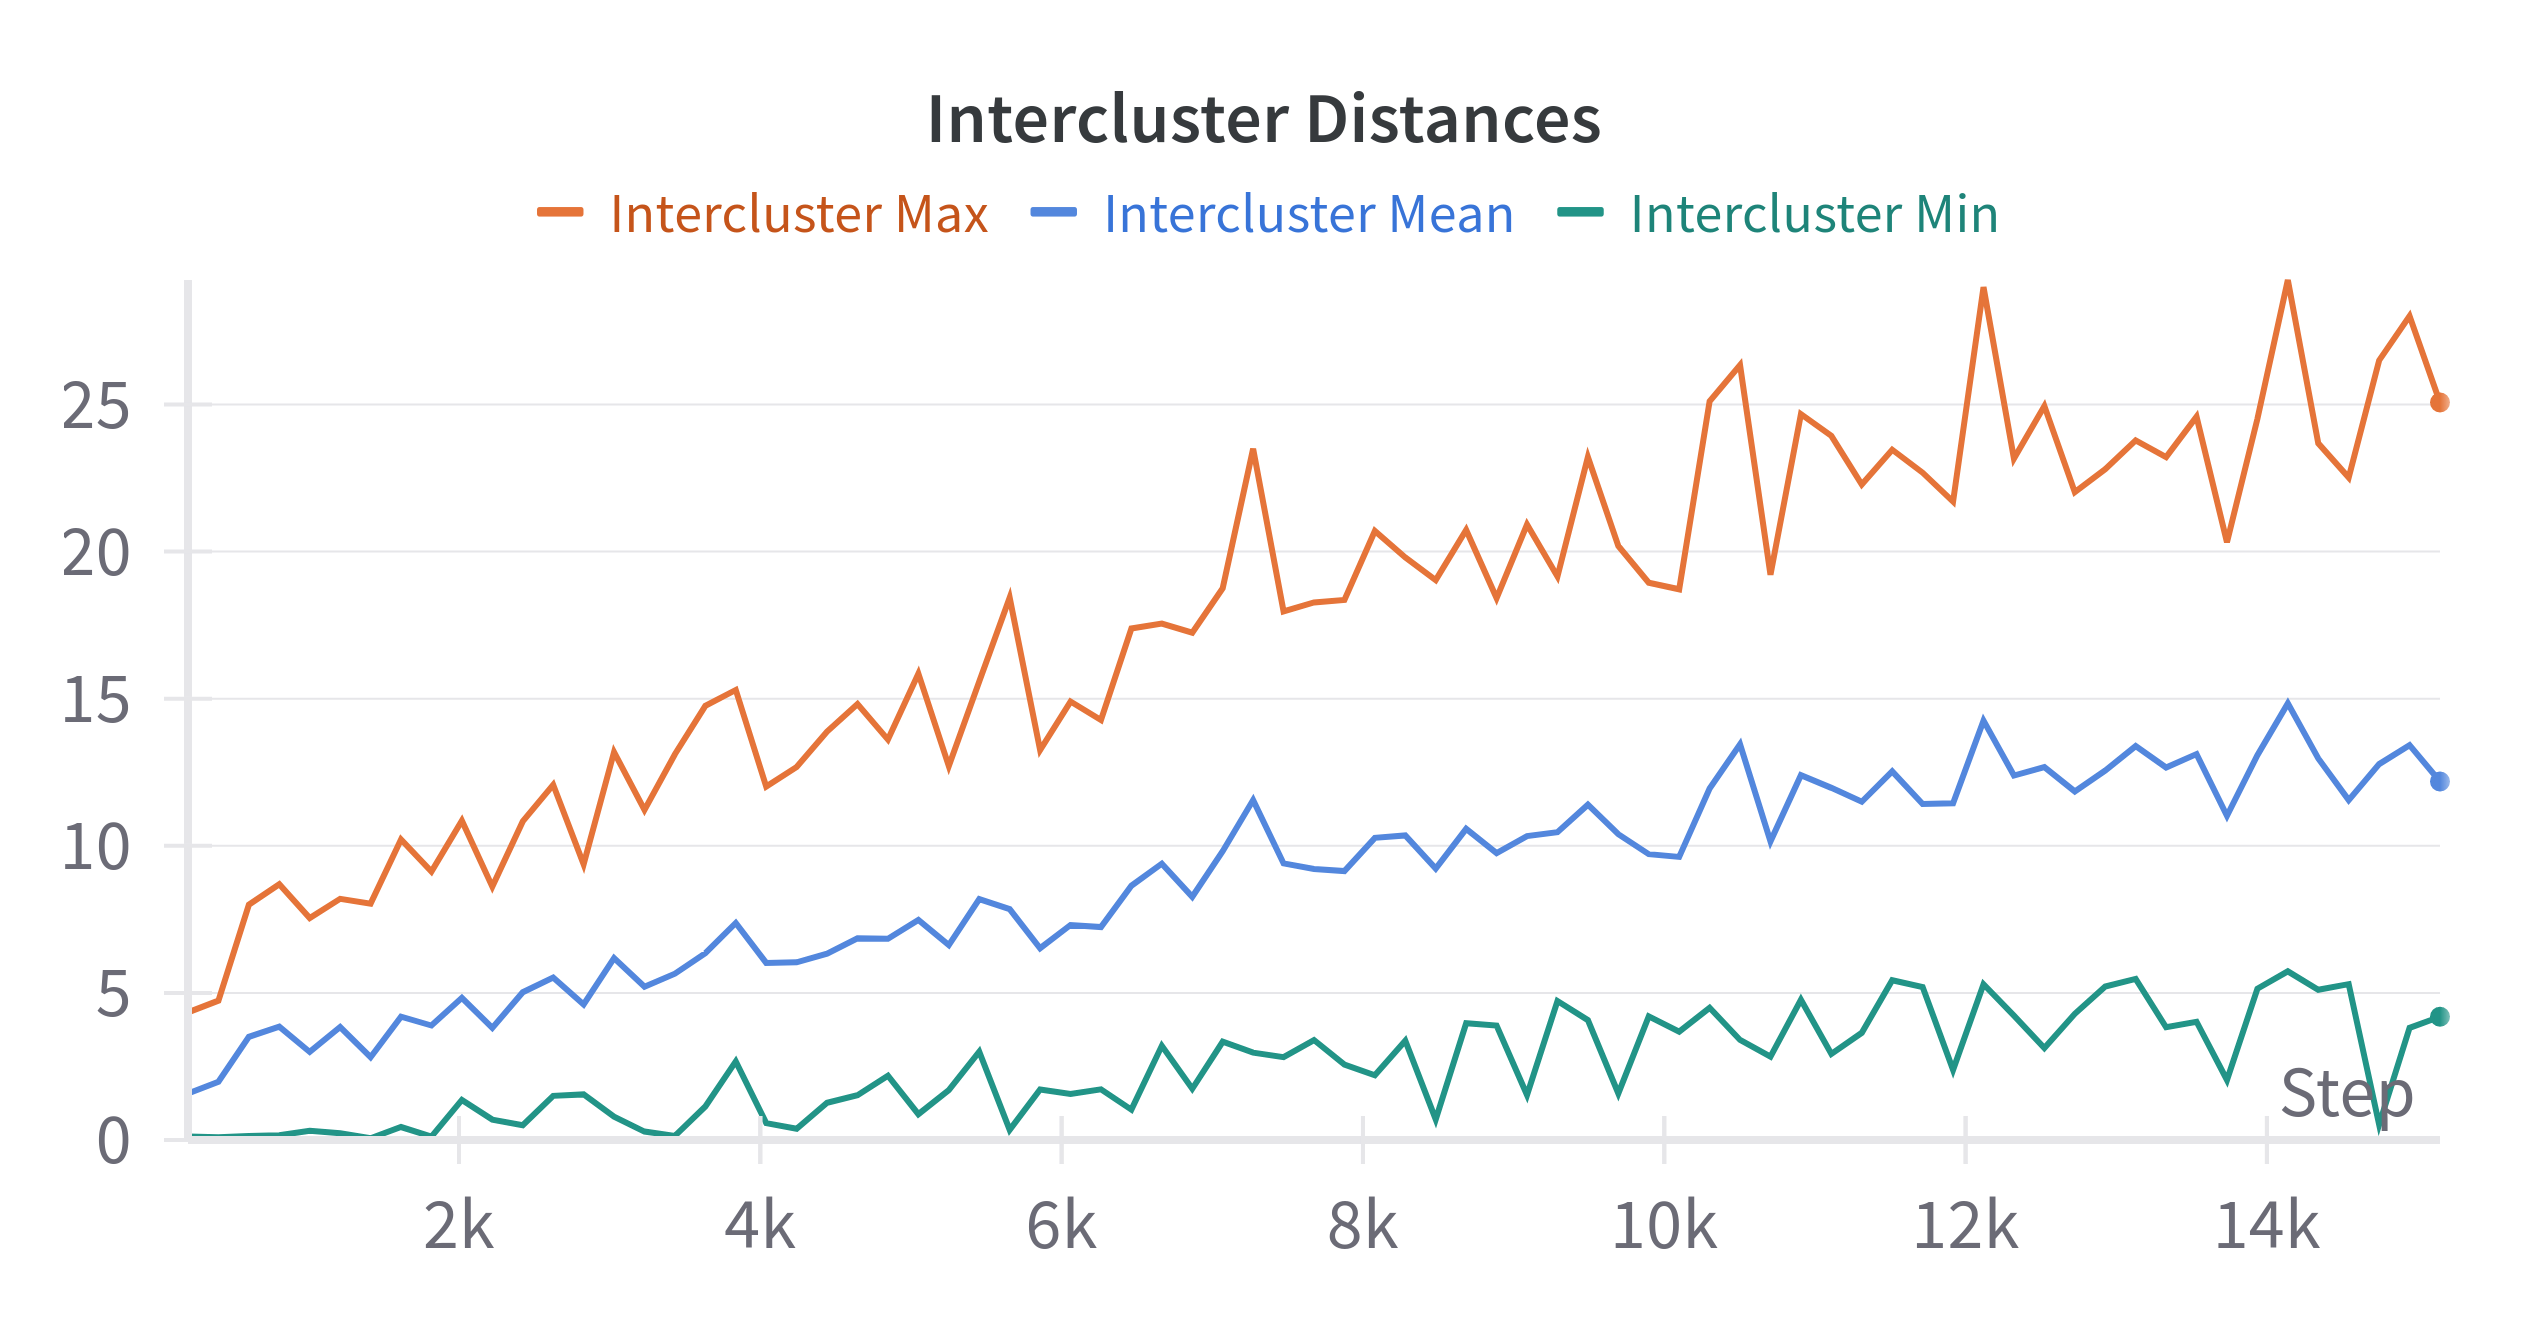 Intercluster Distances
Intercluster Max Intercluster Mean Intercluster Min
25
20
15
10
5
0
Step
2k 4k 6k 8k 10k 12k 14k